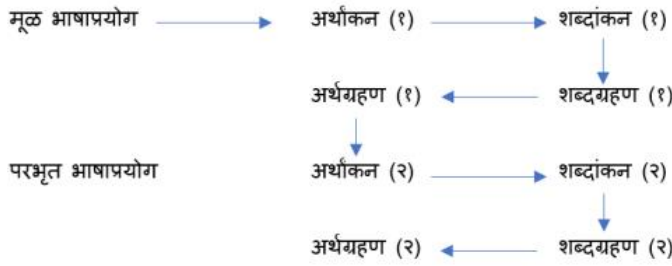 मूळ भाषाप्रयोग अर्थांकन (१) शब्दांकन (१)
अर्थग्रहण (१) शब्दग्रहण (१)
परभृत भाषाप्रयोग अर्थांकन (२) शब्दांकन (२)
अर्थग्रहण (२) शब्दग्रहण (२)